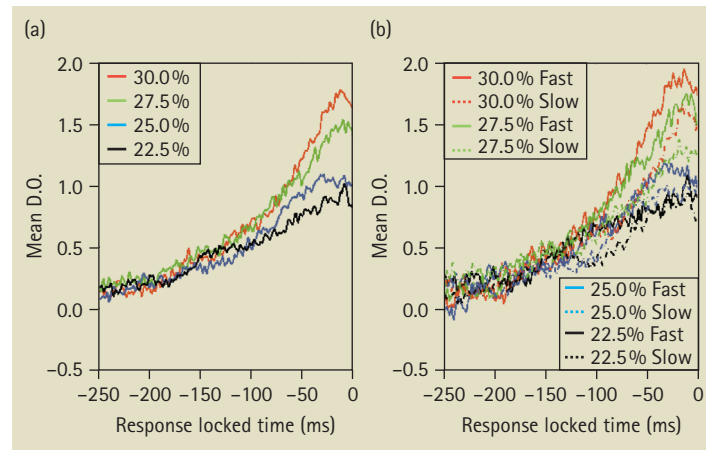 (a)
30.0% 
27.5%
25.0%
22.5%
2.0
1.5
1.0
0.5
0.0
−0.5
Mean D.O.
−250 −200 −150 −100 −50 0
Response locked time (ms)
(b)
30.0% Fast
30.0% Slow
27.5% Fast
27.5% Slow
25.0% Fast
25.0% Slow
22.5% Fast
22.5% Slow
2.0
1.5
1.0
0.5
0.0
−0.5
Mean D.O.
−250 −200 −150 −100 −50 0
Response locked time (ms)